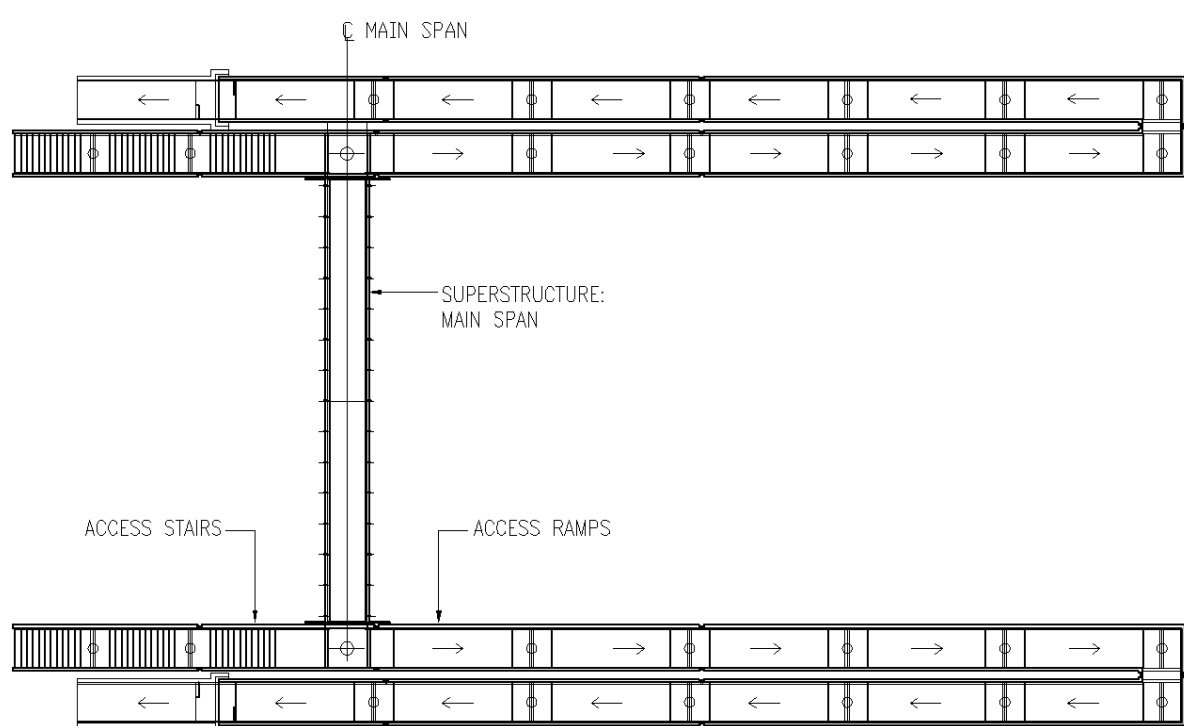 ℄ MAIN SPAN
SUPERSTRUCTURE:
MAIN SPAN
ACCESS STAIRS
ACCESS RAMPS